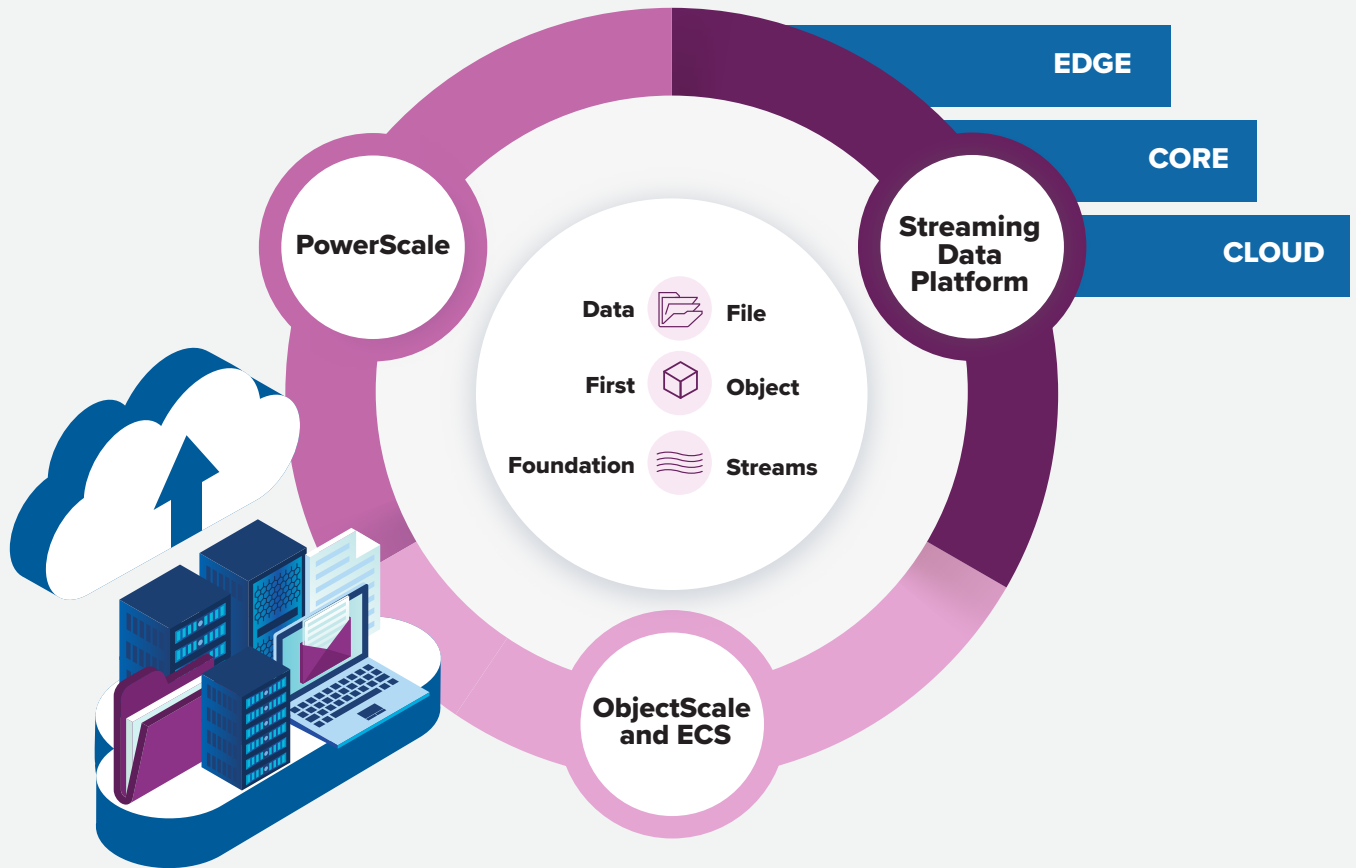 EDGE
CORE
CLOUD
PowerScale
Streaming
Data
Platform
Data File
First Object
Foundation Streams
ObjectScale
and ECS